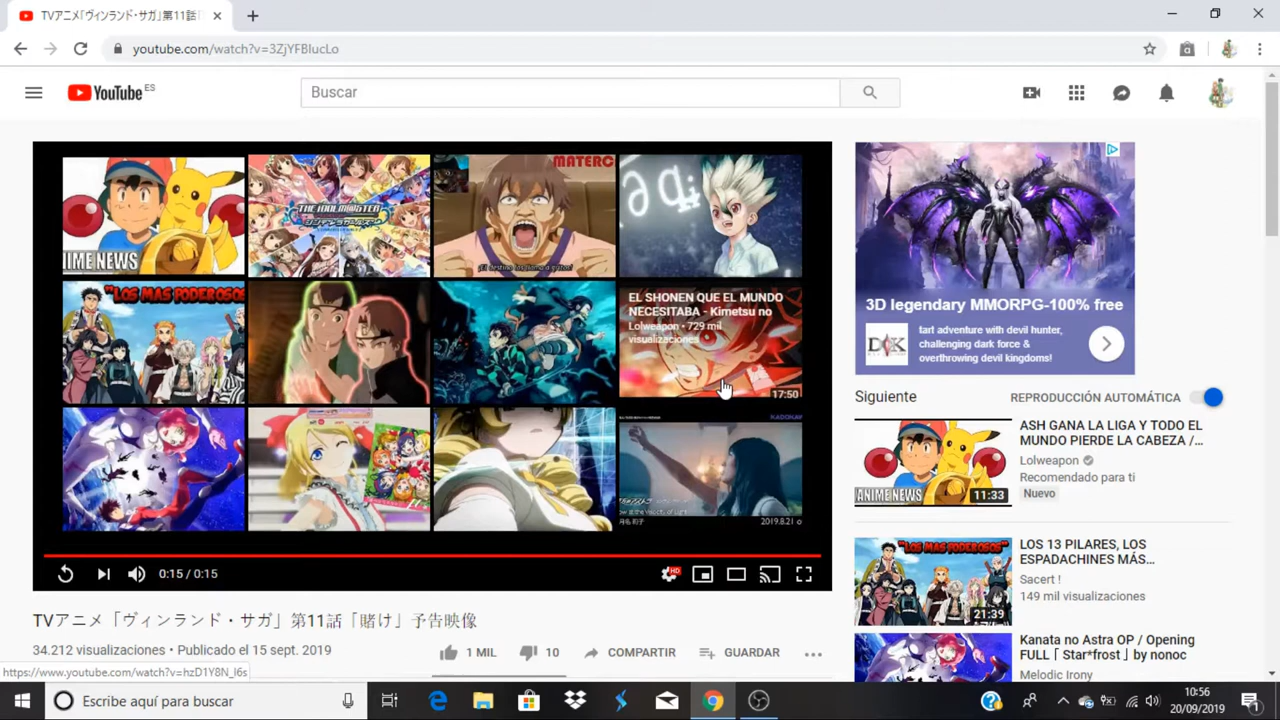 TVアニメ「ヴィンランド・サガ」第11話「
youtube.com/watch?v=3ZjYFBIucLo
YouTube ES
Buscar
ANIME NEWS
THE IDOLM@STER
MATERC
"LOS MAS PODEROSOS
EL SHONEN QUE EL MUNDO
NECESITABA - Kimetsu no
Lolweapon • 729 mil
visualizaciones
17:50
2019.8.21
0:15 / 0:15
HD
3D legendary MMORPG-100% free
tart adventure with devil hunter,
challenging dark force &
overthrowing devil kingdoms!
Siguiente
REPRODUCCIÓN AUTOMÁTICA
ASH GANA LA LIGA Y TODO EL
MUNDO PIERDE LA CABEZA /...
Lolweapon
Recomendado para ti
Nuevo
ANIME NEWS
11:33
LOS 13 PILARES, LOS
ESPADACHINES MÁS...
Sacert !
149 mil visualizaciones
"LOS MAS PODEROSOS"
21:39
Kanata no Astra OP / Opening
FULL「 Star*frost 」by nonoc
Melodic Irony
TVアニメ「ヴィンランド・サガ」第11話「賭け」予告映像
34.212 visualizaciones • Publicado el 15 sept. 2019
1 MIL
10
COMPARTIR
GUARDAR
https://www.youtube.com/watch?v=hzD1Y8N_l6s
Escribe aquí para buscar
10:56
20/09/2019
1